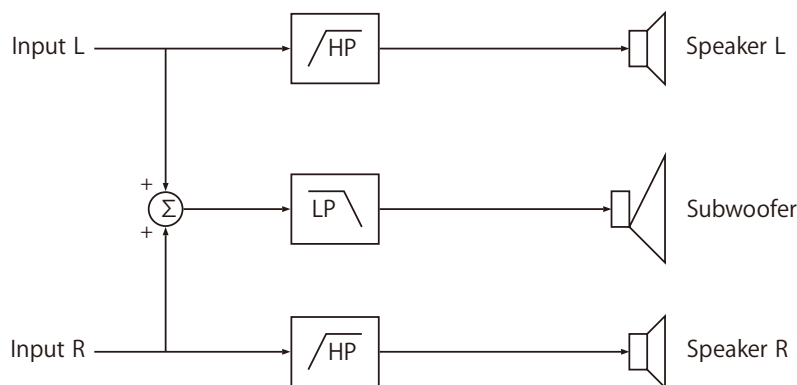 Input L
HP
Speaker L
+
Σ
+
LP
Subwoofer
Input R
HP
Speaker R